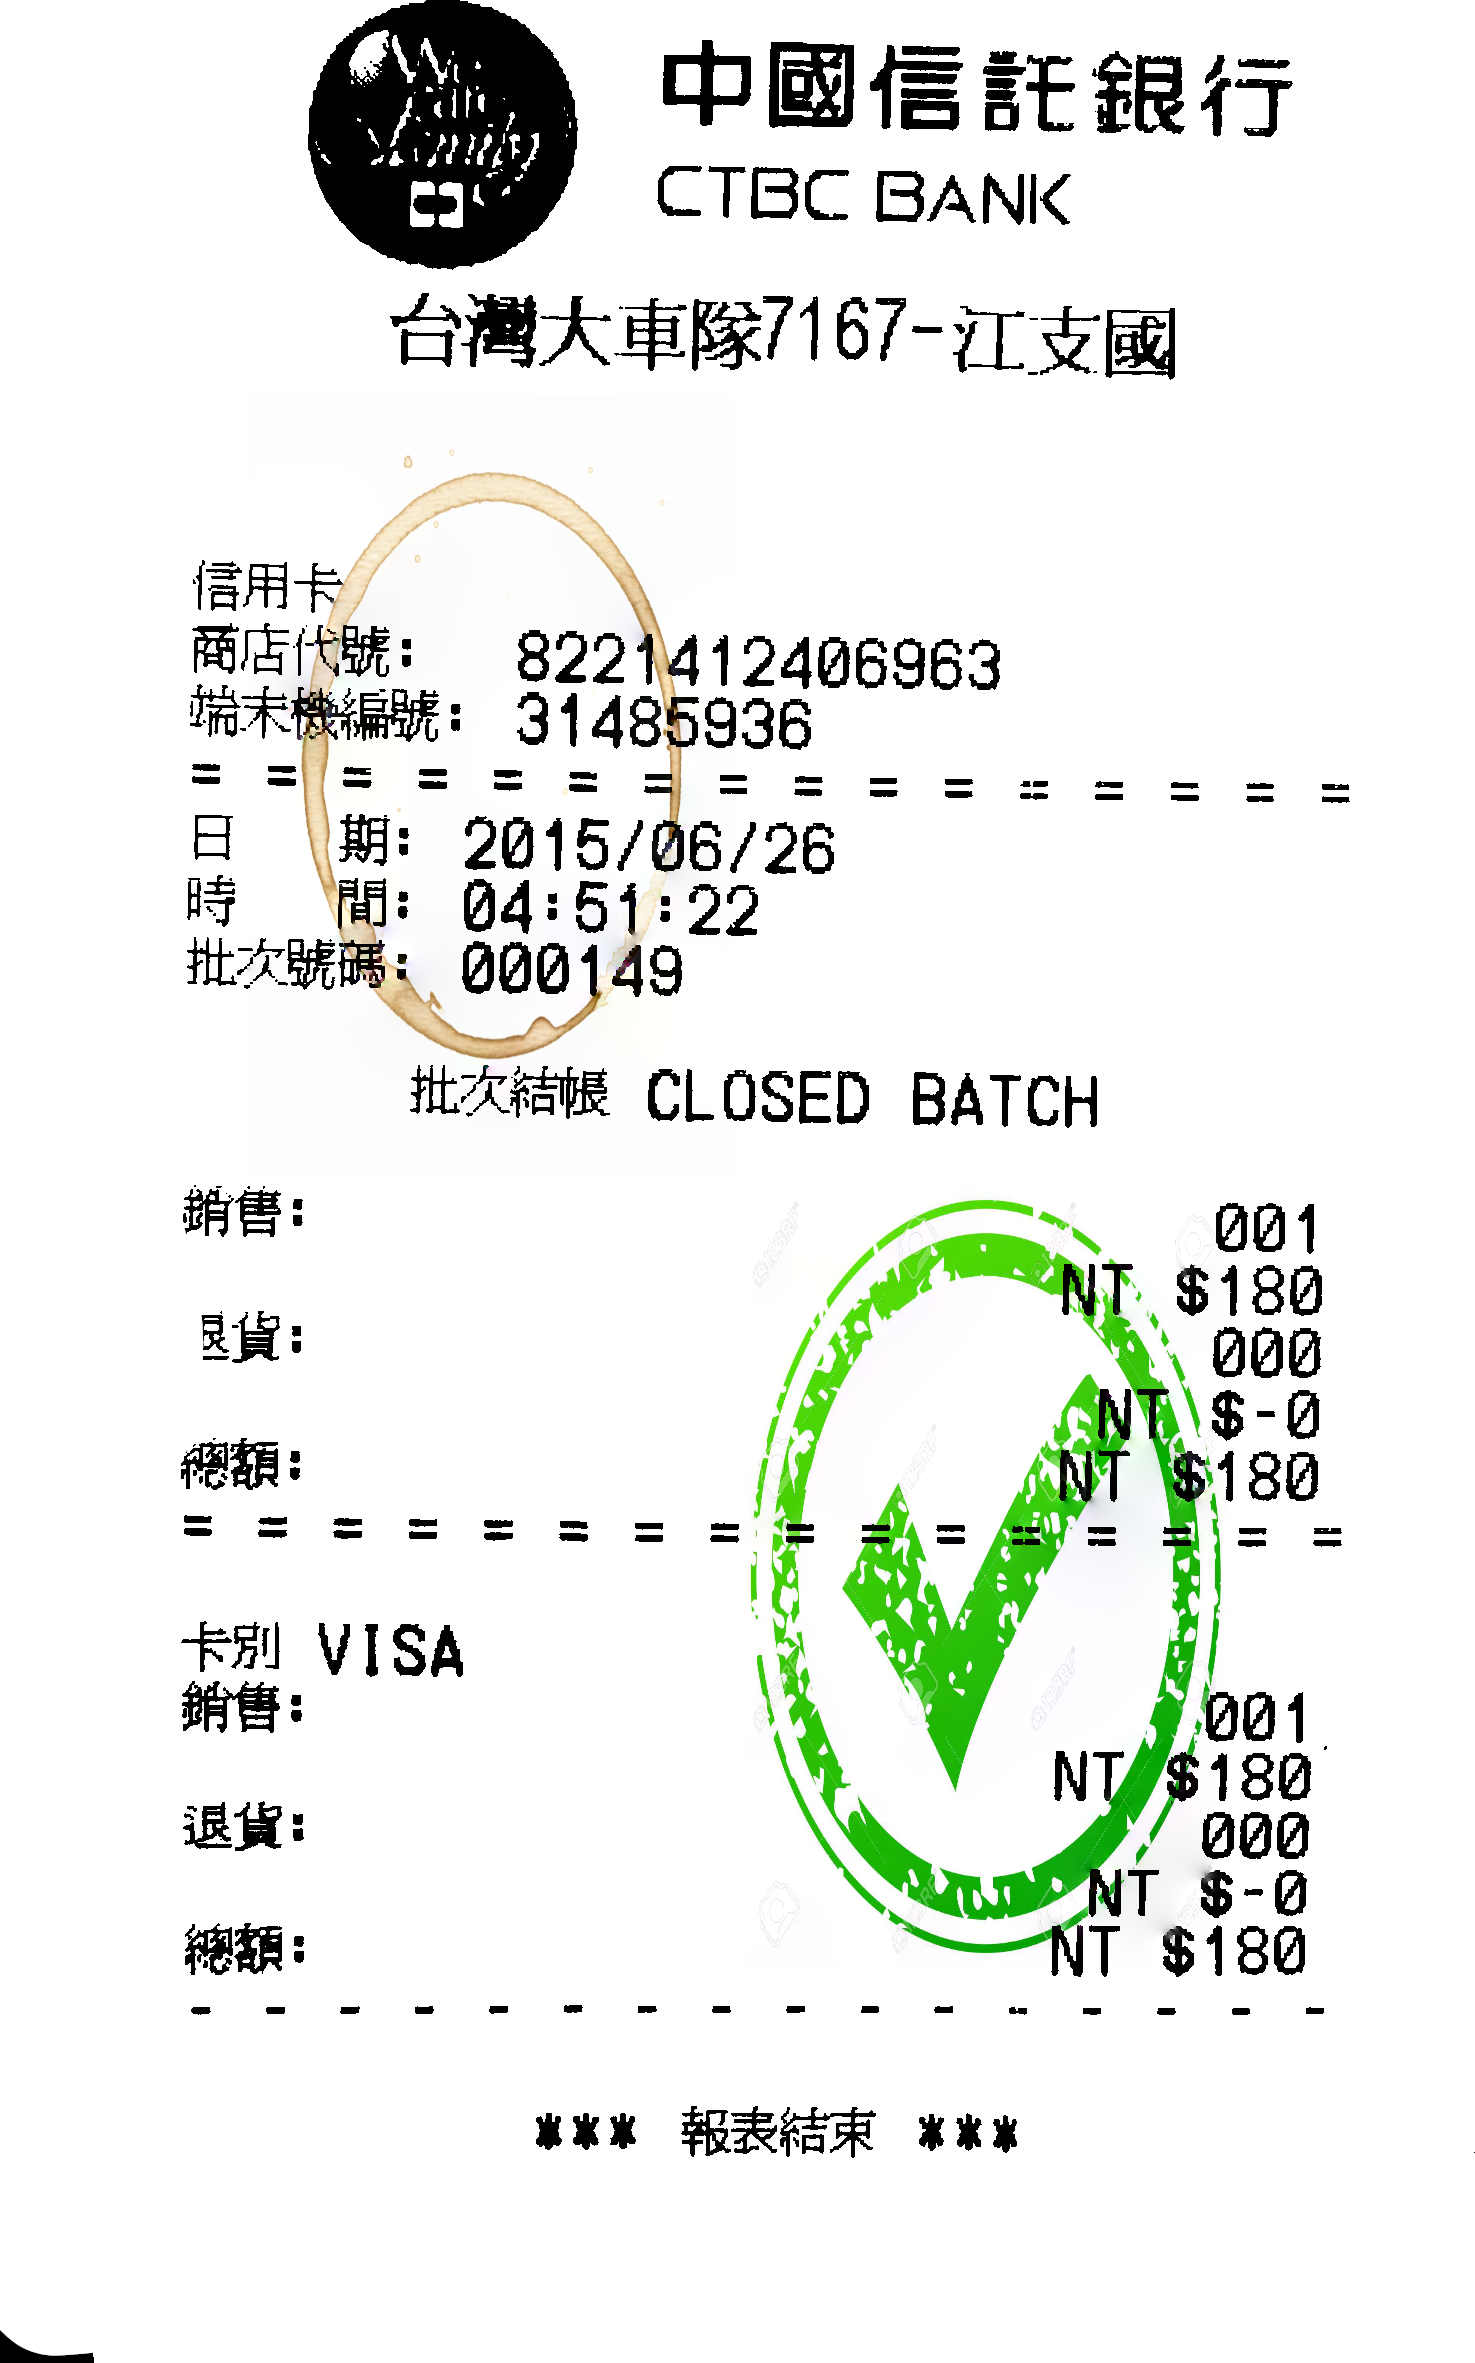 中國信託銀行
CTBC BANK
台灣大車隊7167-江支國
信用卡
商店代號: 8221412406963
端末機編號: 31485936
= = = = = = = = = = = = = = = =
日 期: 2015/06/26
時 間: 04:51:22
批次號碼: 000149
批次結帳 CLOSED BATCH
銷售: 001
NT $180
退貨: 000
NT $-0
總額: NT $180
= = = = = = = = = = = = = = = =
卡別 VISA
銷售: 001
NT $180
退貨: 000
NT $-0
總額: NT $180
- - - - - - - - - - - - - - - -
*** 報表結束 ***